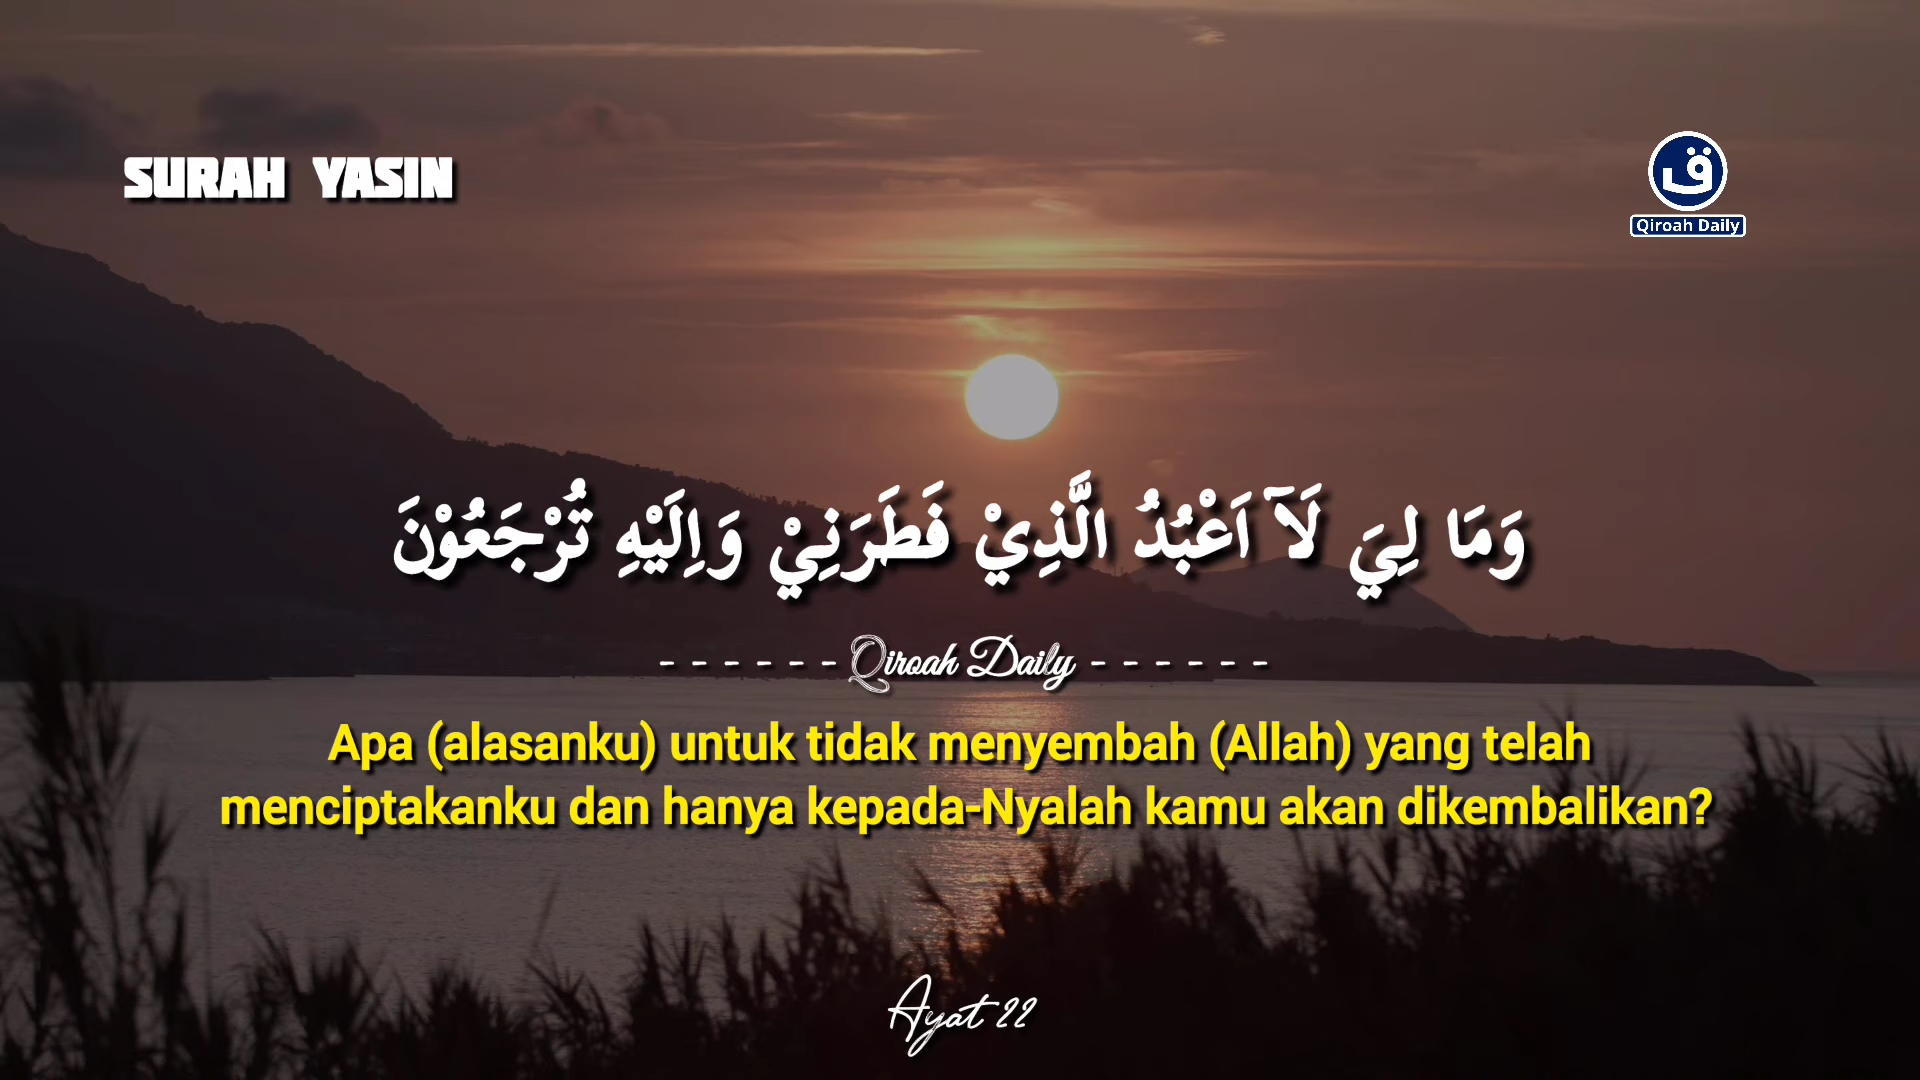 SURAH YASIN
ق
Qiroah Daily
وَمَا لِيَ لَآ اَعْبُدُ الَّذِيْ فَطَرَنِيْ وَاِلَيْهِ تُرْجَعُوْنَ
- - - - - - Qiroah Daily - - - - - -
Apa (alasanku) untuk tidak menyembah (Allah) yang telah
menciptakanku dan hanya kepada-Nyalah kamu akan dikembalikan?
Ayat 22